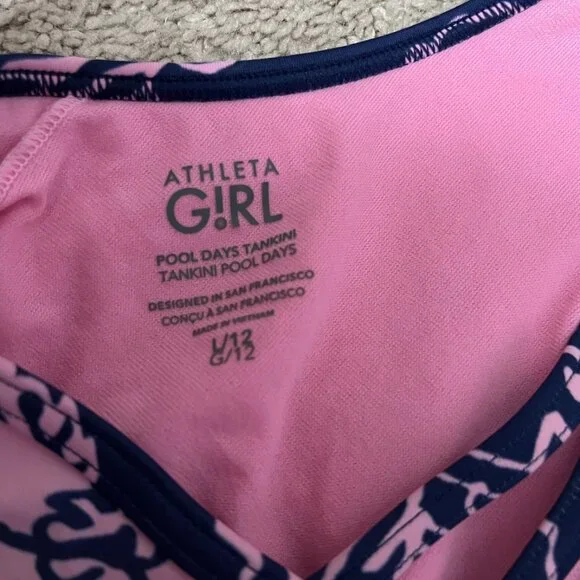 ATHLETA
G!RL
POOL DAYS TANKINI
TANKINI POOL DAYS
DESIGNED IN SAN FRANCISCO
CONÇU À SAN FRANCISCO
MADE IN VIETNAM
L/12
G/12